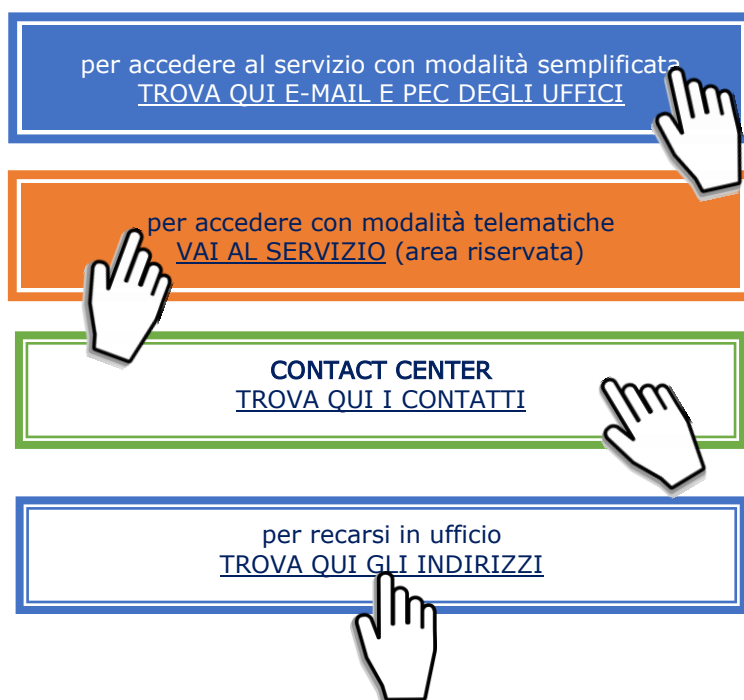 per accedere al servizio con modalità semplificata
TROVA QUI E-MAIL E PEC DEGLI UFFICI
per accedere con modalità telematiche
VAI AL SERVIZIO (area riservata)
CONTACT CENTER
TROVA QUI I CONTATTI
per recarsi in ufficio
TROVA QUI GLI INDIRIZZI